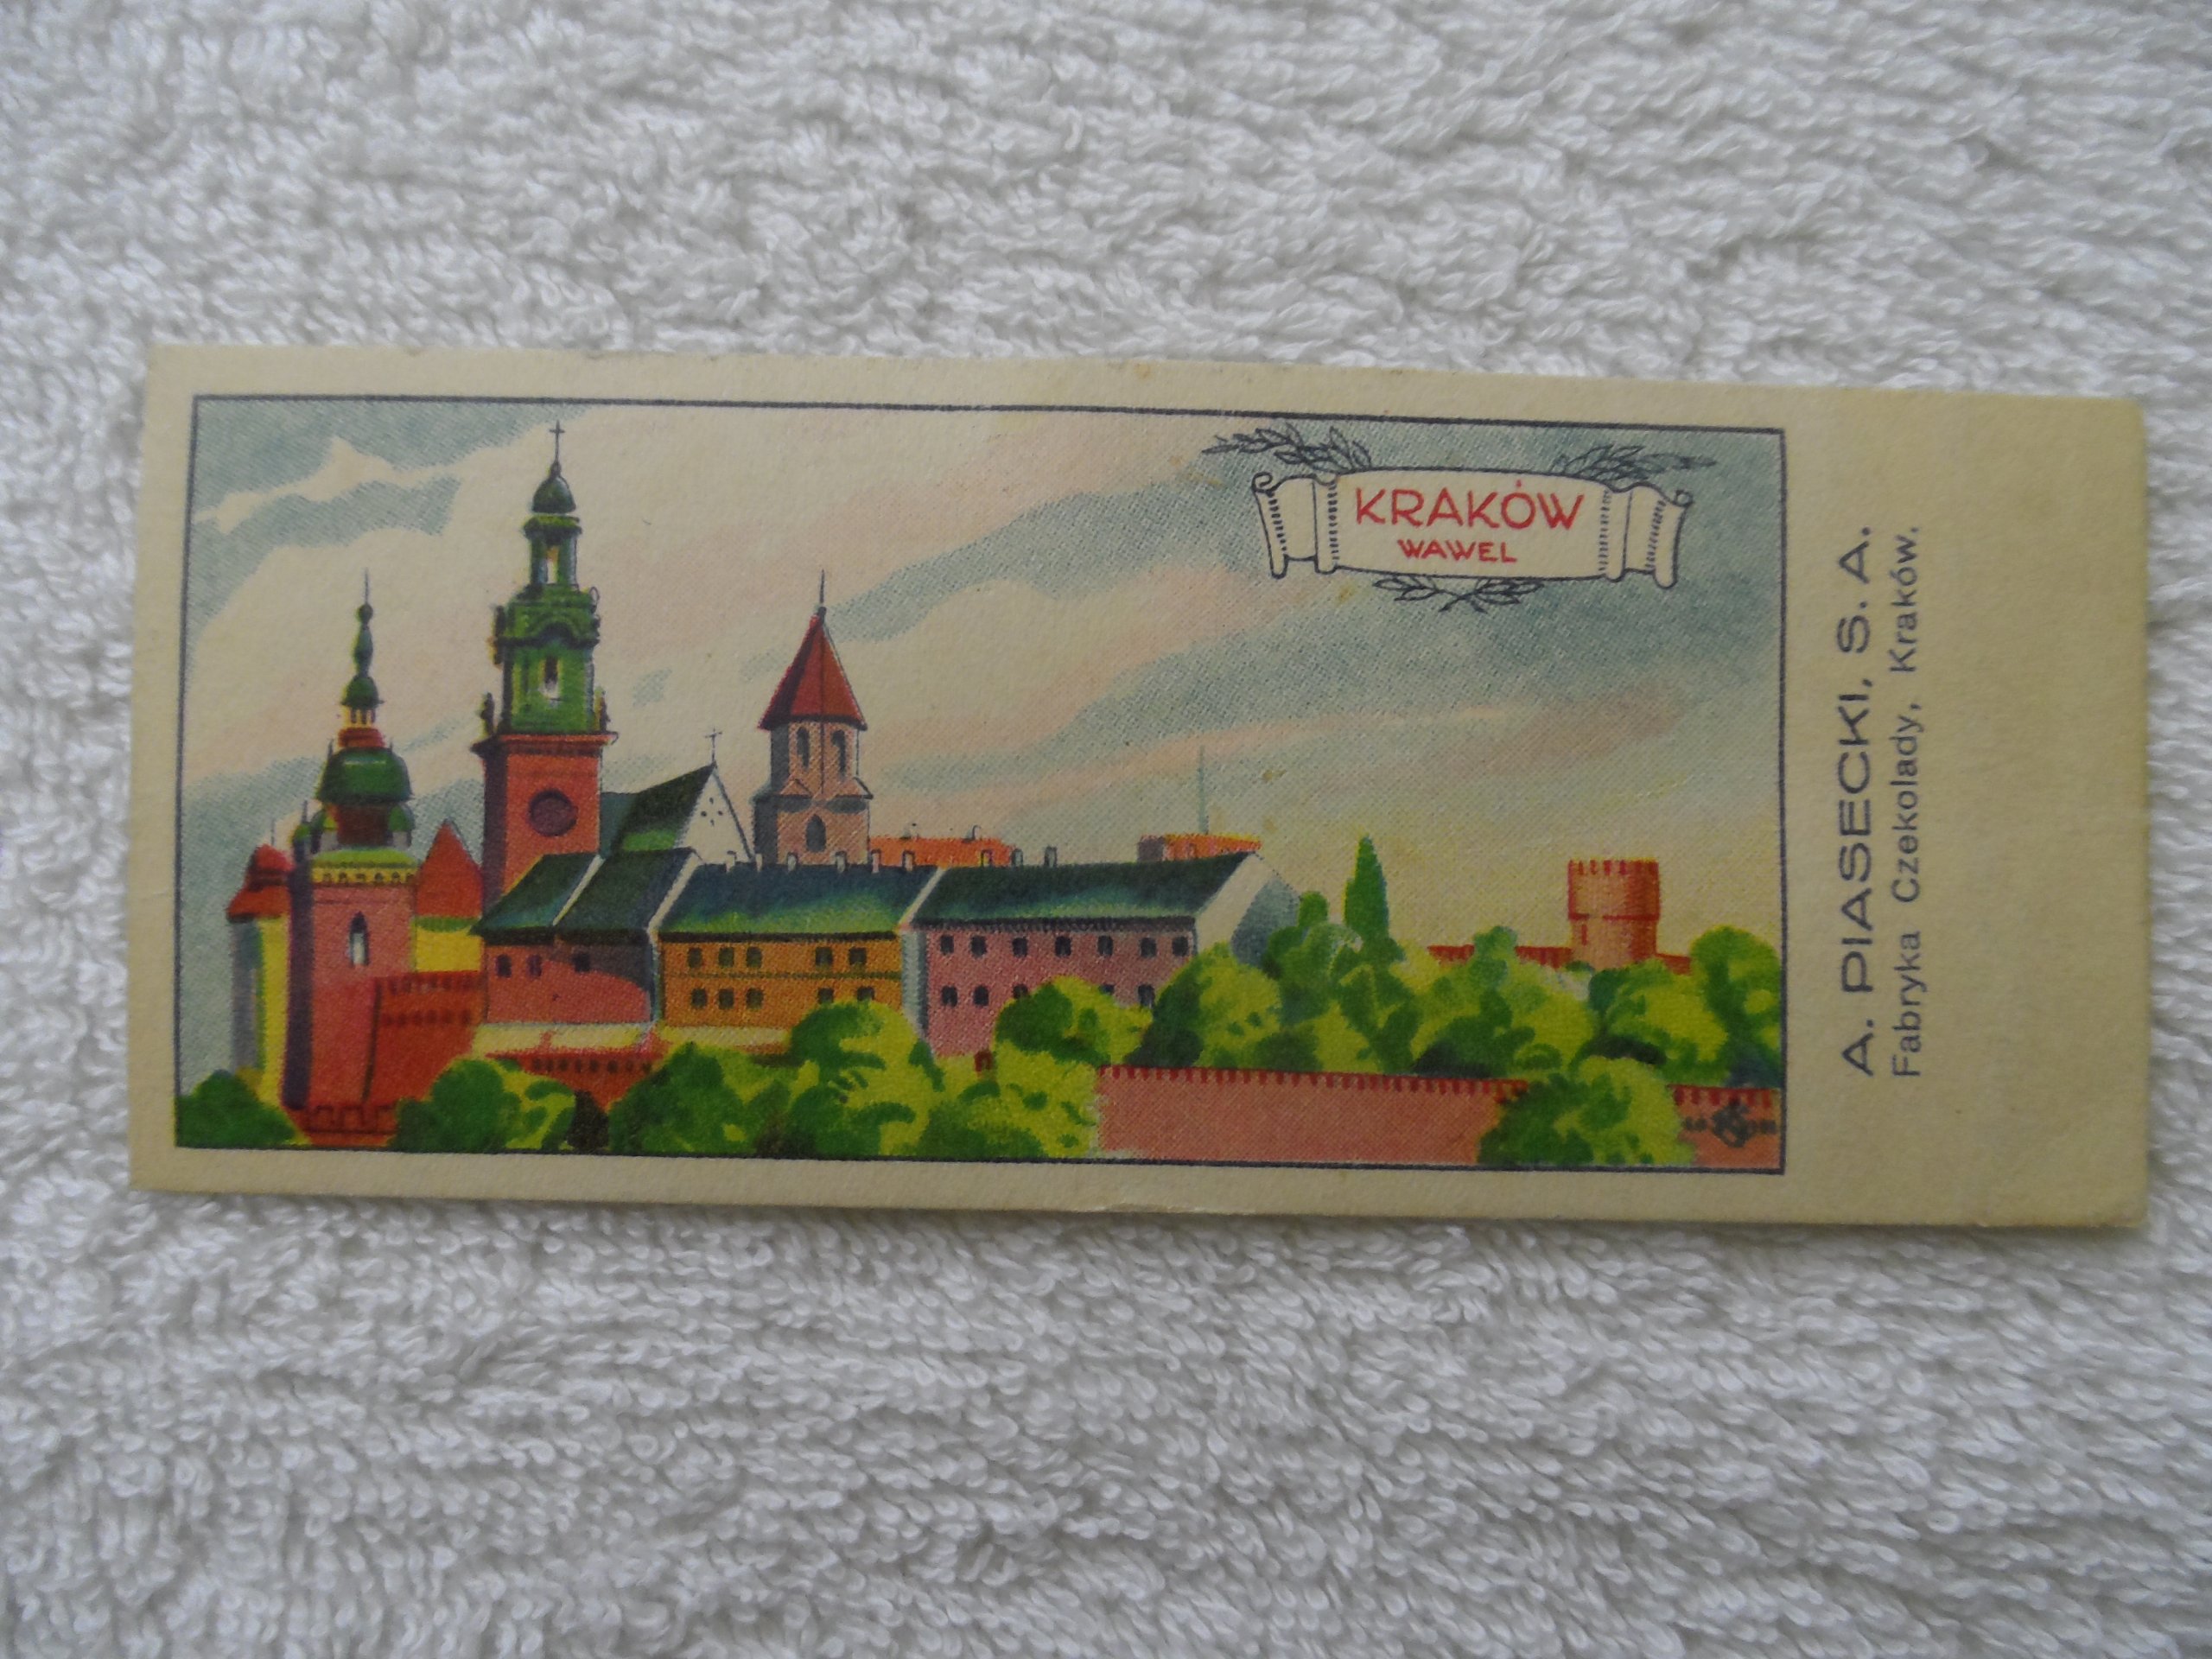 KRAKÓW
WAWEL
A. PIASECKI, S. A.
Fabryka Czekolady, Kraków.